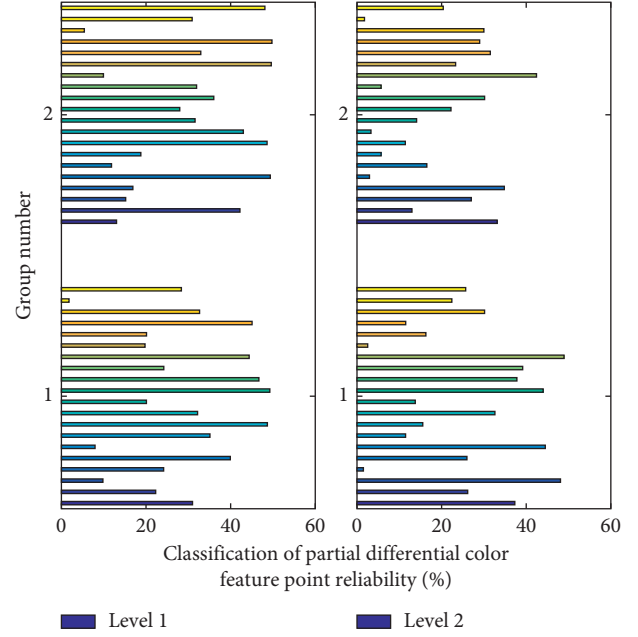 Group number
2
1
0 20 40 60
2
1
0 20 40 60
Classification of partial differential color
feature point reliability (%)
Level 1
Level 2